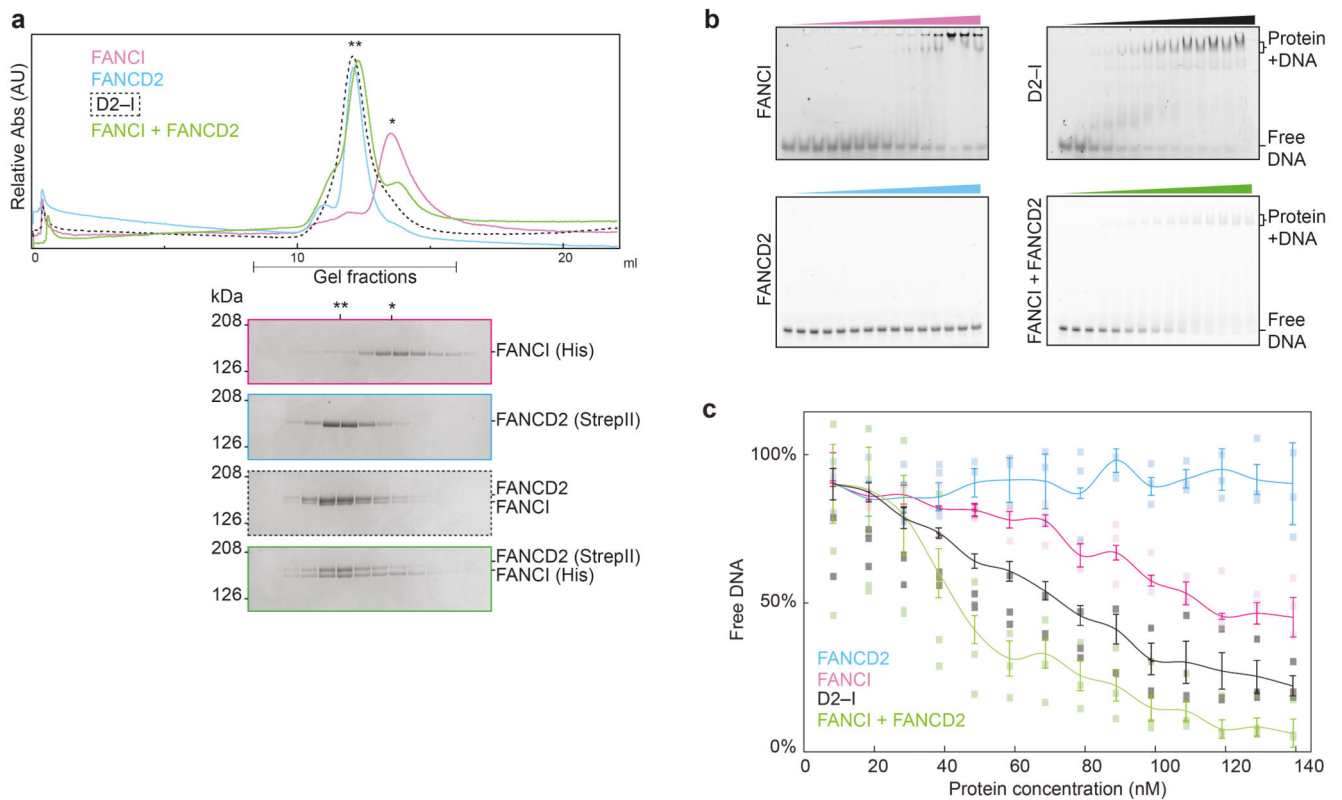 a
Relative Abs (AU)
FANCI
FANCD2
D2–I
FANCI + FANCD2
**
*
0
10
20
ml
Gel fractions
kDa
**
*
208
126
FANCI (His)
208
126
FANCD2 (StrepII)
208
126
FANCD2
FANCI
208
126
FANCD2 (StrepII)
FANCI (His)
b
FANCI
D2–I
Protein
+DNA
Free
DNA
FANCD2
FANCI + FANCD2
Protein
+DNA
Free
DNA
c
Free DNA
100%
50%
0%
FANCD2
FANCI
D2–I
FANCI + FANCD2
0
20
40
60
80
100
120
140
Protein concentration (nM)